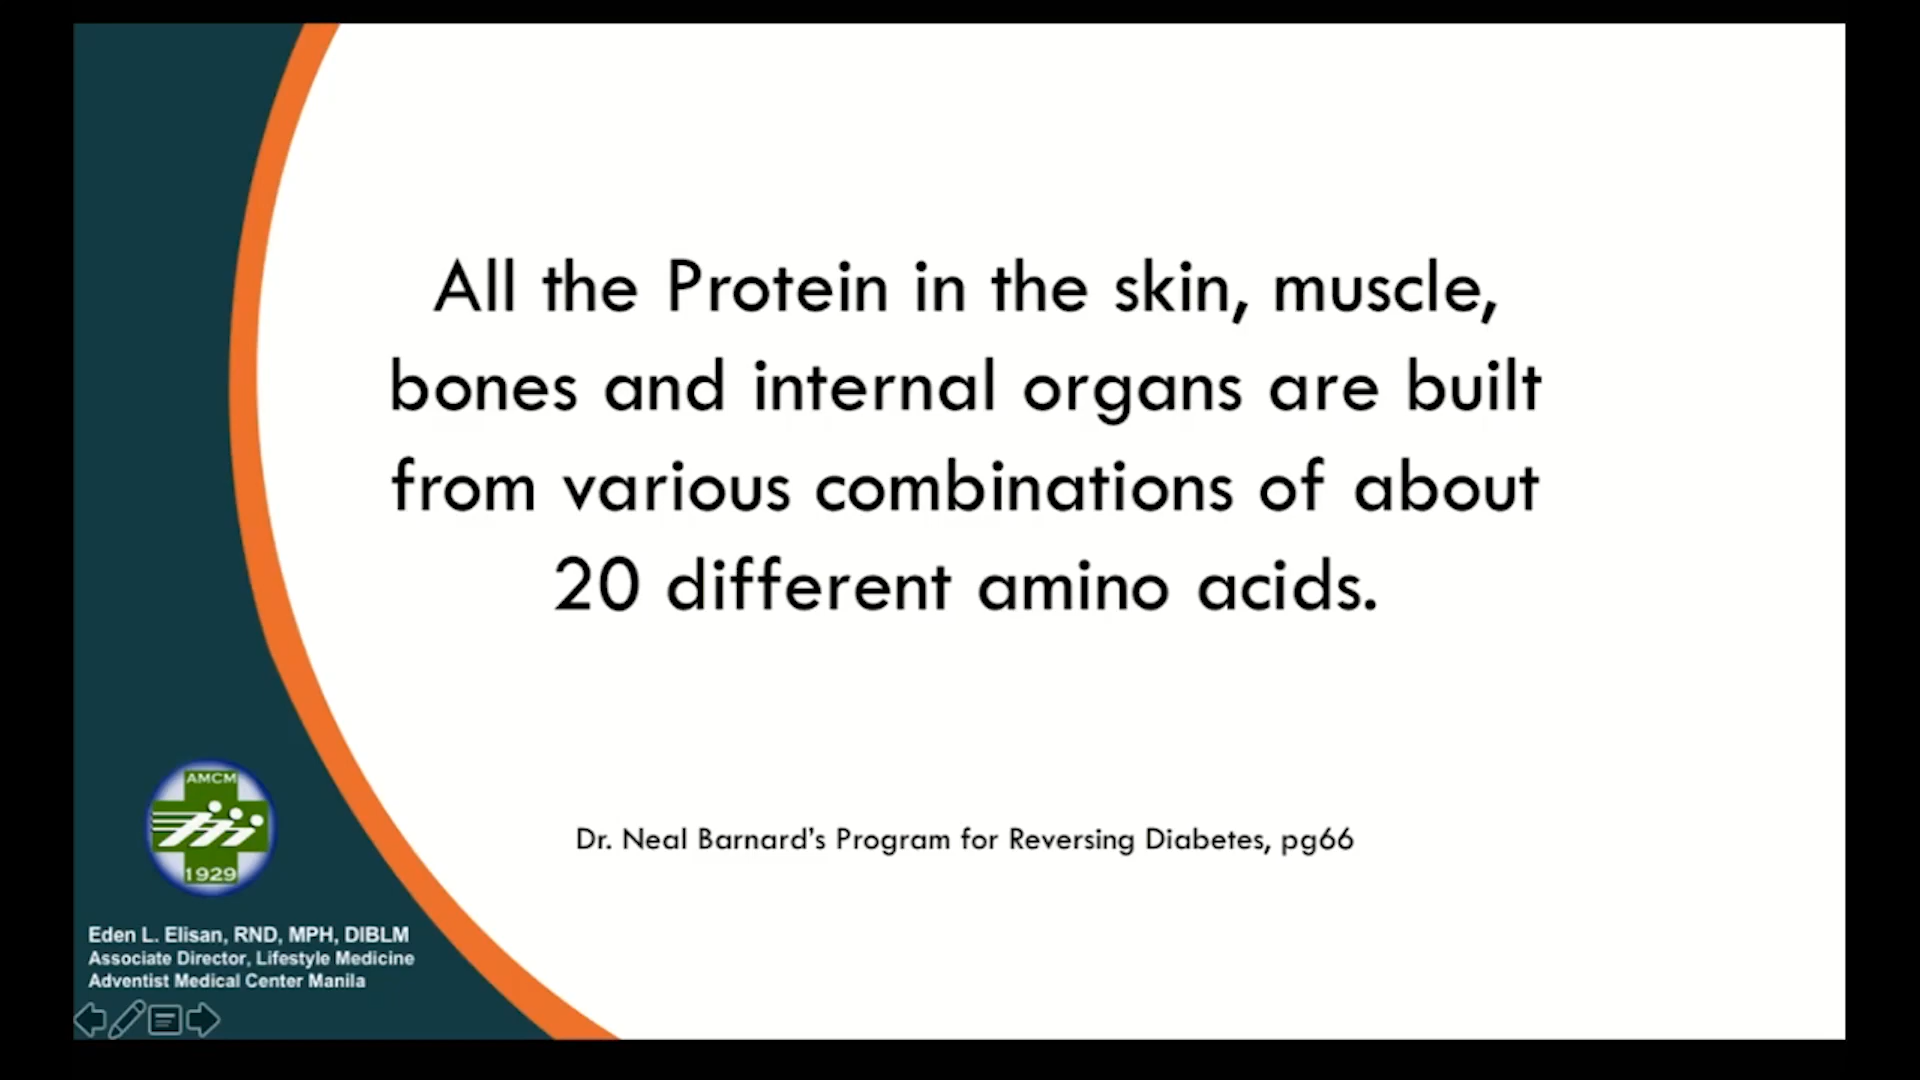 All the Protein in the skin, muscle,
bones and internal organs are built
from various combinations of about
20 different amino acids.
Dr. Neal Barnard’s Program for Reversing Diabetes, pg66
AMCM
1929
Eden L. Elisan, RND, MPH, DIBLM
Associate Director, Lifestyle Medicine
Adventist Medical Center Manila